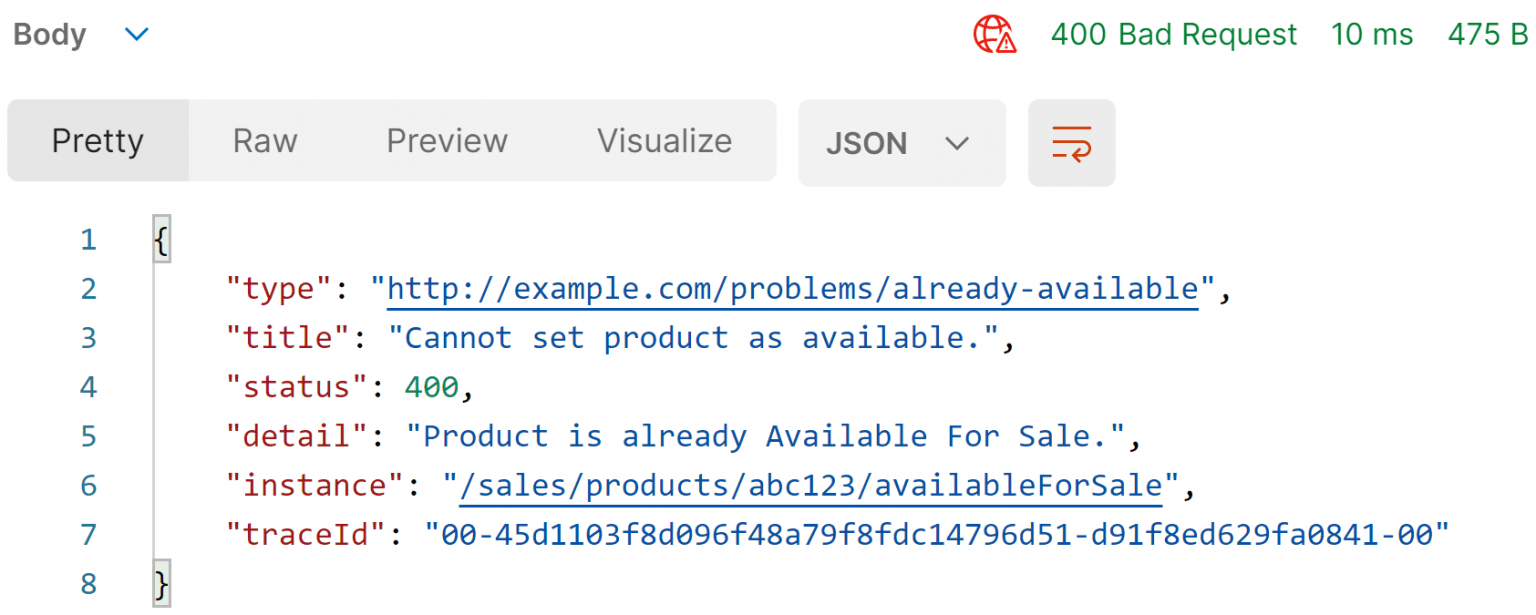 Body 400 Bad Request 10 ms 475 B
Pretty Raw Preview Visualize JSON
1 {
2 "type": "http://example.com/problems/already-available",
3 "title": "Cannot set product as available.",
4 "status": 400,
5 "detail": "Product is already Available For Sale.",
6 "instance": "/sales/products/abc123/availableForSale",
7 "traceId": "00-45d1103f8d096f48a79f8fdc14796d51-d91f8ed629fa0841-00"
8 }